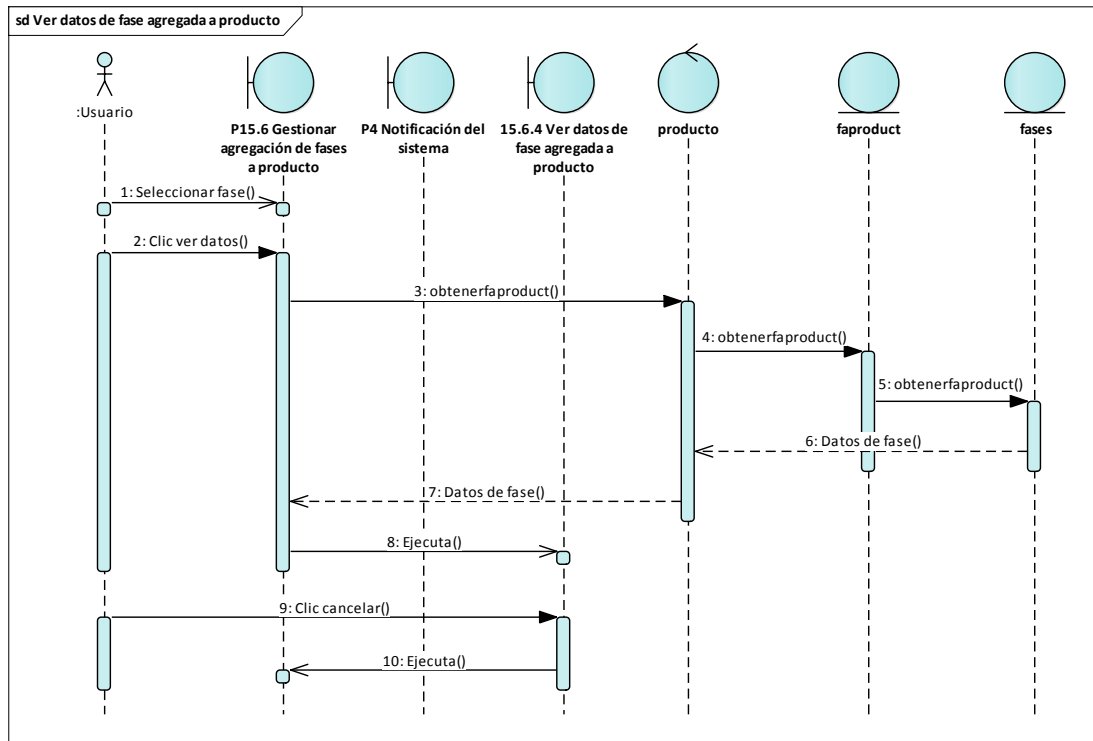 sd Ver datos de fase agregada a producto
:Usuario
P15.6 Gestionar
agregación de fases
a producto
P4 Notificación del
sistema
15.6.4 Ver datos de
fase agregada a
producto
producto
faproduct
fases
1: Seleccionar fase()
2: Clic ver datos()
3: obtenerfaproduct()
4: obtenerfaproduct()
5: obtenerfaproduct()
6: Datos de fase()
7: Datos de fase()
8: Ejecuta()
9: Clic cancelar()
10: Ejecuta()